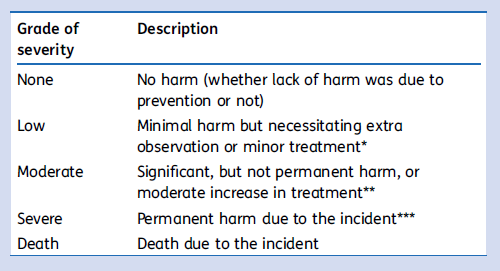 Grade of severity Description
None No harm (whether lack of harm was due to
prevention or not)
Low Minimal harm but necessitating extra
observation or minor treatment*
Moderate Significant, but not permanent harm, or
moderate increase in treatment**
Severe Permanent harm due to the incident***
Death Death due to the incident